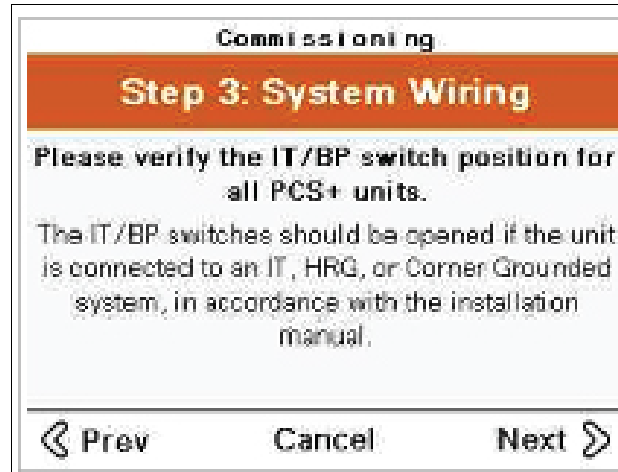 Commissioning
Step 3: System Wiring
Please verify the IT/BP switch position for
all PCS+ units.
The IT/BP switches should be opened if the unit
is connected to an IT, HRG, or Corner Grounded
system, in accordance with the installation
manual.
Prev Cancel Next